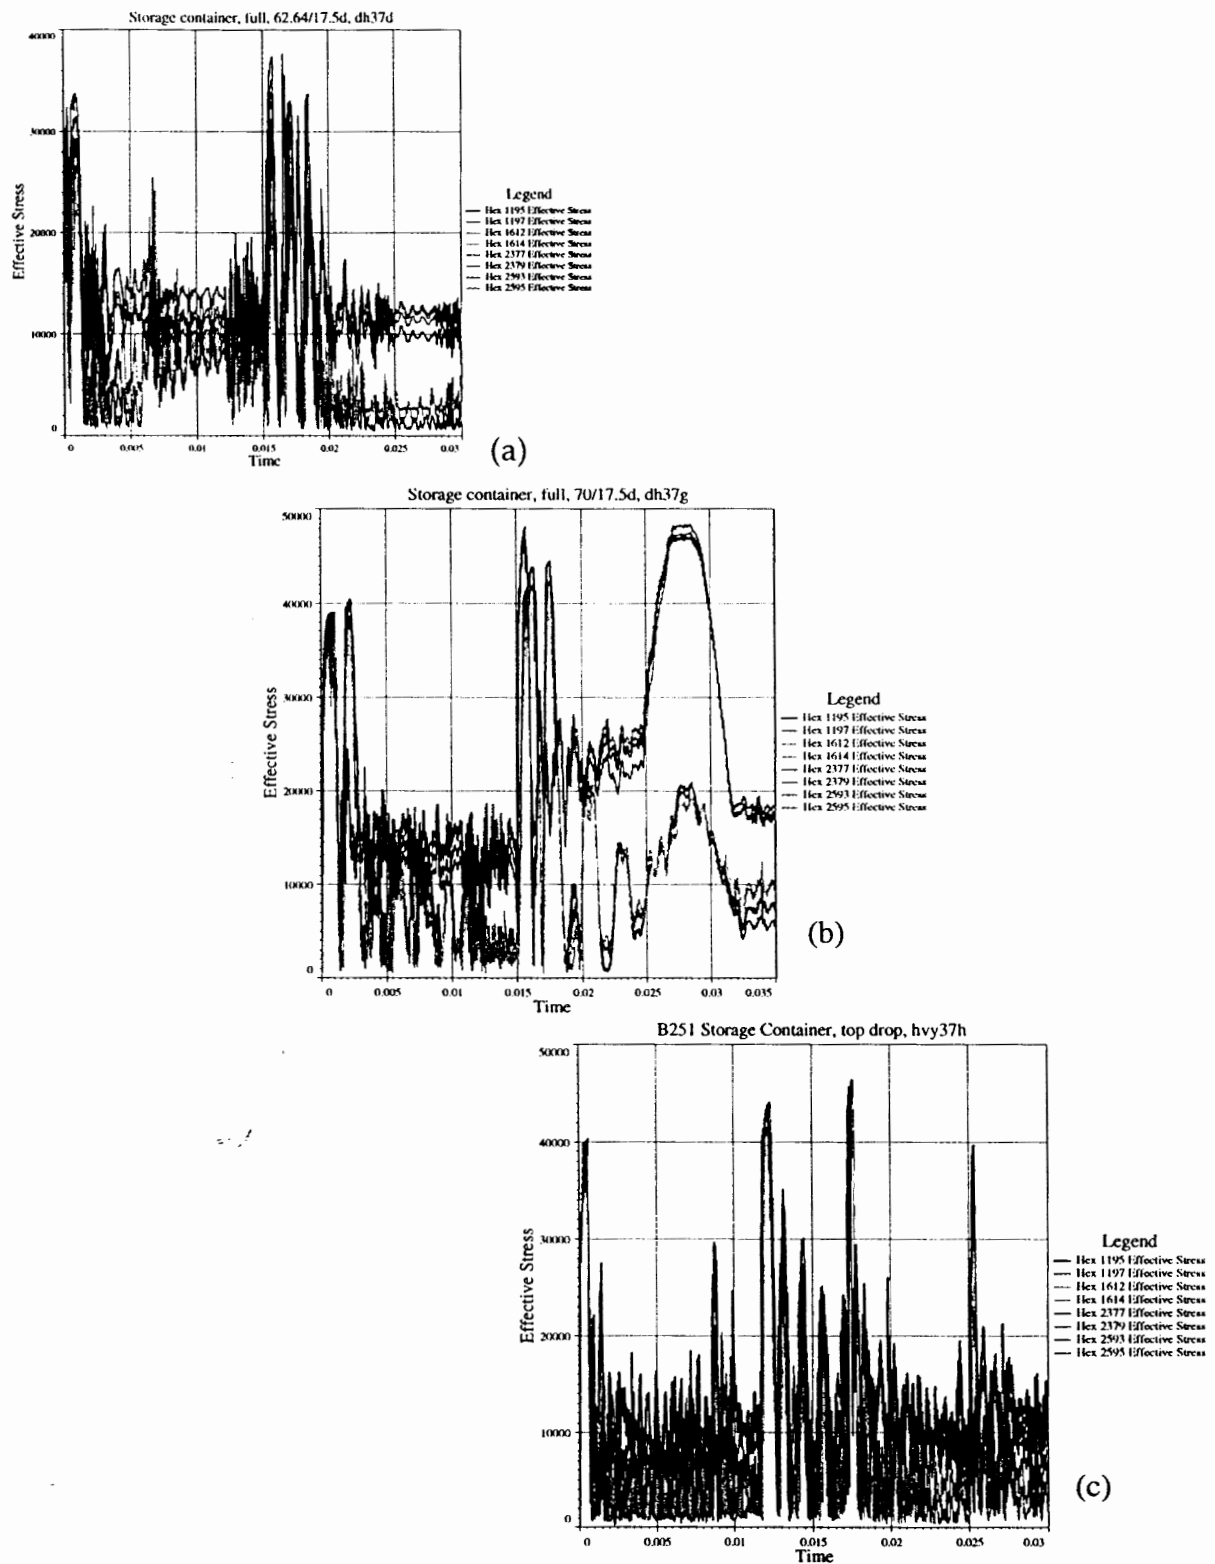 Storage container, full, 62.64/17.5d, dh37d
40000
30000
20000
10000
0
Effective Stress
0 0.005 0.01 0.015 0.02 0.025 0.03
Time
Legend
Hex 1195 Effective Stress
Hex 1197 Effective Stress
Hex 1612 Effective Stress
Hex 1614 Effective Stress
Hex 2377 Effective Stress
Hex 2379 Effective Stress
Hex 2593 Effective Stress
Hex 2595 Effective Stress
(a)
Storage container, full, 70/17.5d, dh37g
50000
40000
30000
20000
10000
0
Effective Stress
0 0.005 0.01 0.015 0.02 0.025 0.03 0.035
Time
Legend
Hex 1195 Effective Stress
Hex 1197 Effective Stress
Hex 1612 Effective Stress
Hex 1614 Effective Stress
Hex 2377 Effective Stress
Hex 2379 Effective Stress
Hex 2593 Effective Stress
Hex 2595 Effective Stress
(b)
B251 Storage Container, top drop, hvy37h
50000
40000
30000
20000
10000
0
Effective Stress
0 0.005 0.01 0.015 0.02 0.025 0.03
Time
Legend
Hex 1195 Effective Stress
Hex 1197 Effective Stress
Hex 1612 Effective Stress
Hex 1614 Effective Stress
Hex 2377 Effective Stress
Hex 2379 Effective Stress
Hex 2593 Effective Stress
Hex 2595 Effective Stress
(c)